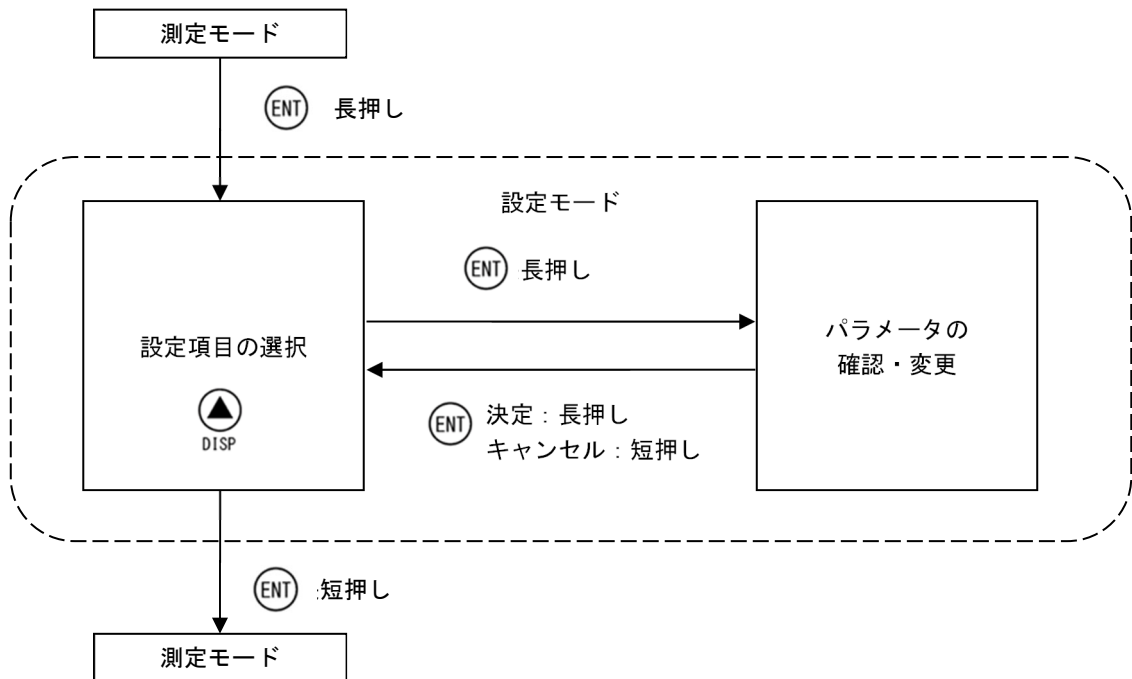 測定モード
ENT 長押し
設定モード
ENT 長押し
設定項目の選択
▲
DISP
パラメータの
確認・変更
ENT 決定：長押し
キャンセル：短押し
ENT :短押し
測定モード